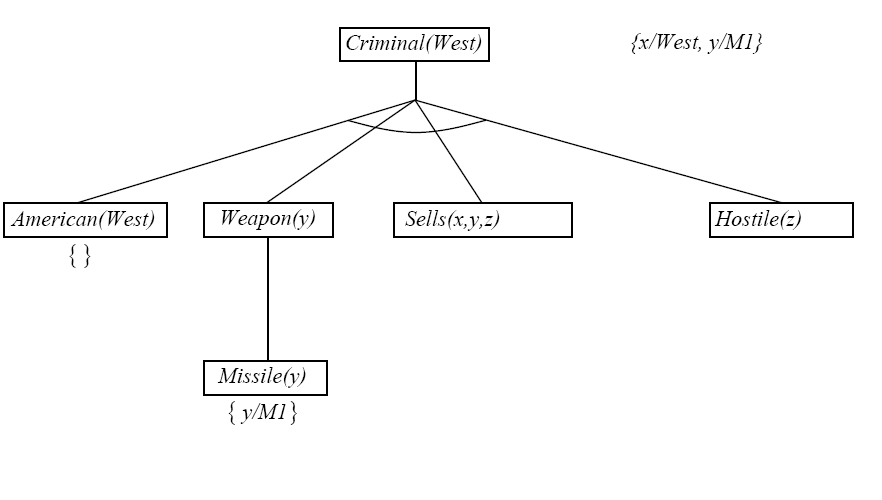 Criminal(West)
{x/West, y/M1}
American(West)
Weapon(y)
Sells(x,y,z)
Hostile(z)
{ }
Missile(y)
{ y/M1}